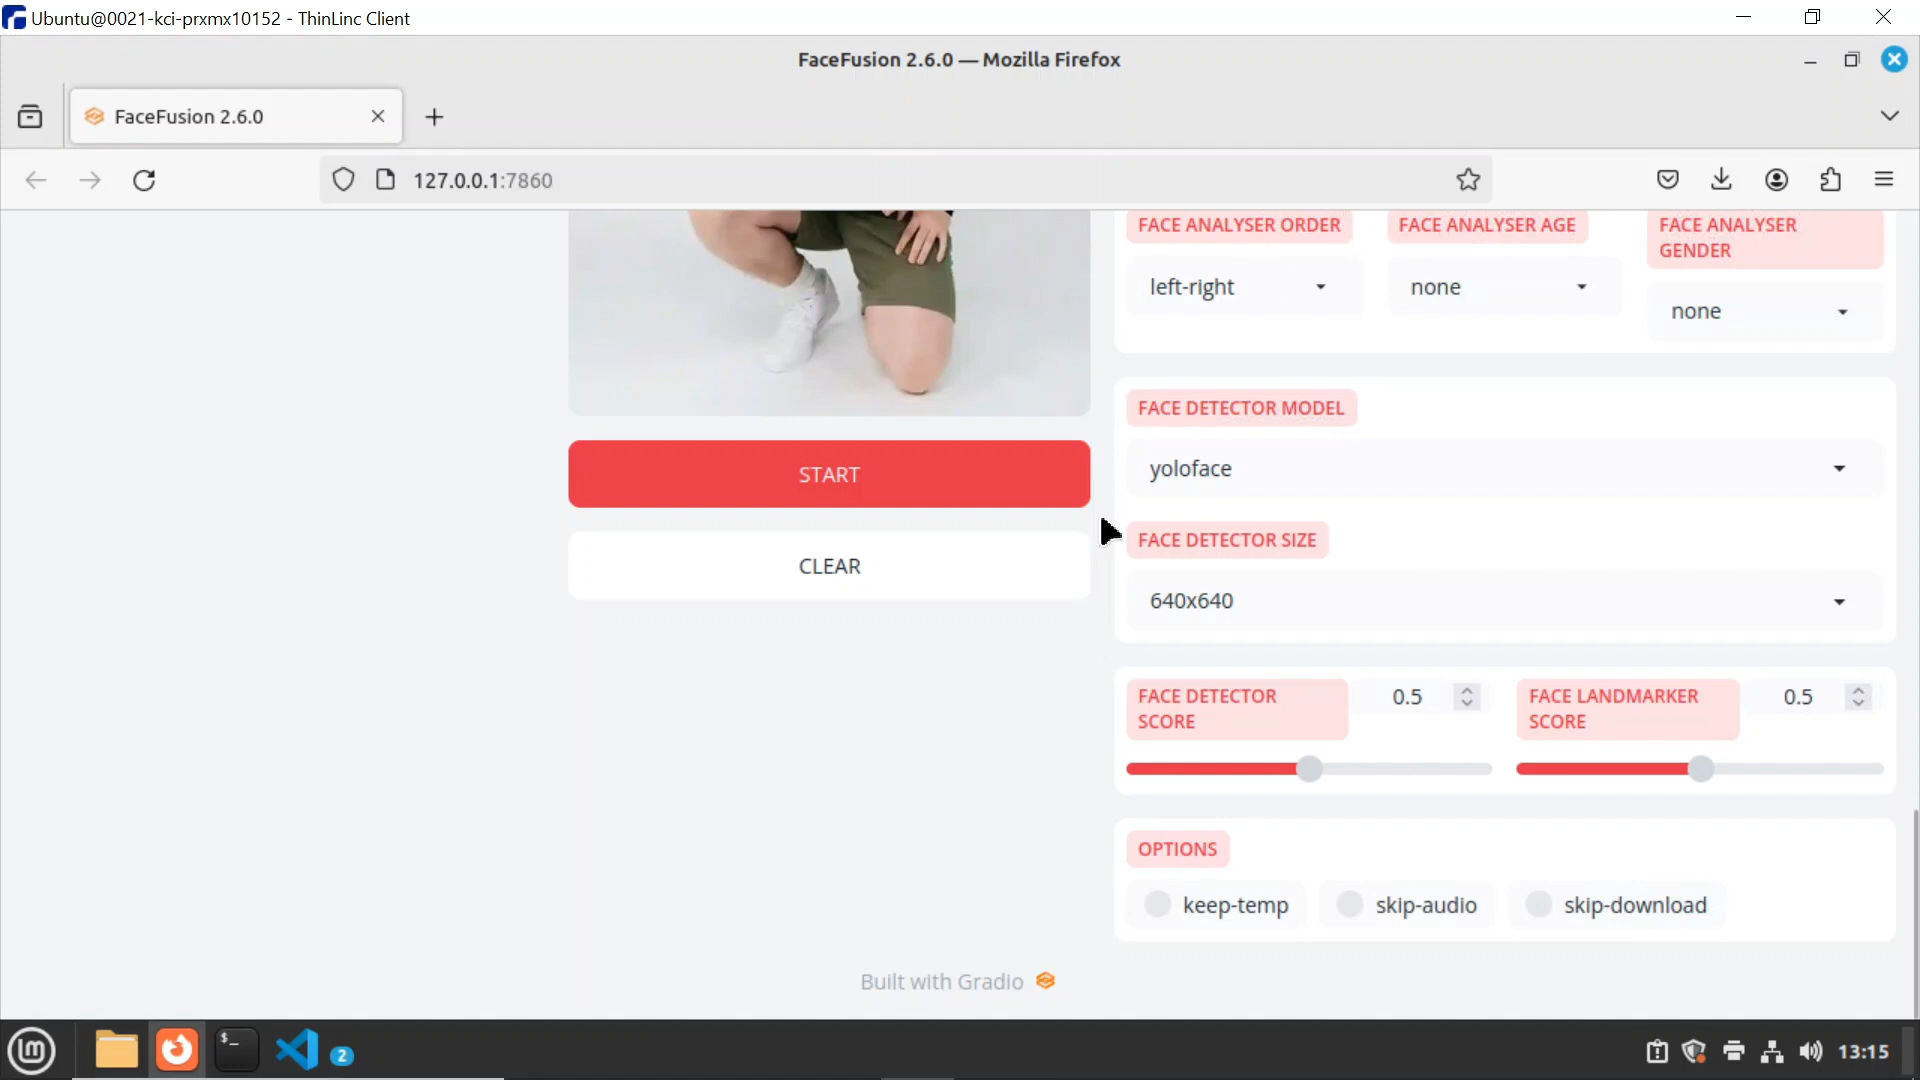 Ubuntu@0021-kci-prxmx10152 - ThinLinc Client
FaceFusion 2.6.0 — Mozilla Firefox
FaceFusion 2.6.0
127.0.0.1:7860
FACE ANALYSER ORDER
left-right
FACE ANALYSER AGE
none
FACE ANALYSER
GENDER
none
START
CLEAR
FACE DETECTOR MODEL
yoloface
FACE DETECTOR SIZE
640x640
FACE DETECTOR
SCORE
0.5
FACE LANDMARKER
SCORE
0.5
OPTIONS
keep-temp
skip-audio
skip-download
Built with Gradio
$_
2
13:15